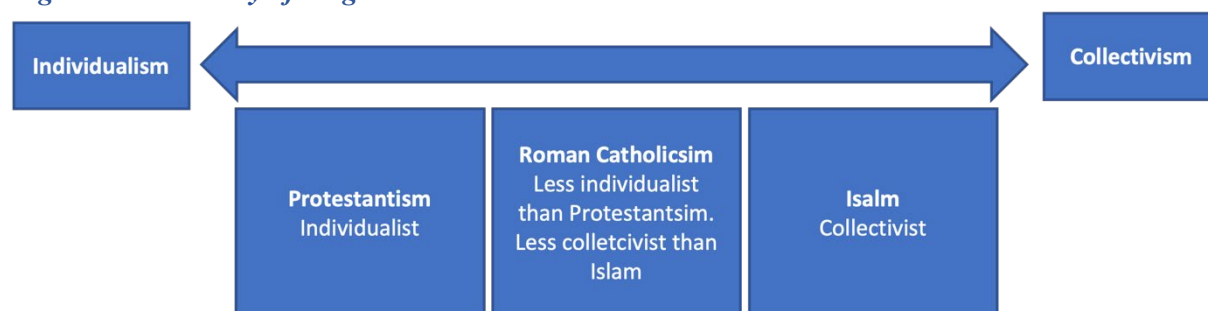 Individualism
Collectivism
Protestantism
Individualist
Roman Catholicsim
Less individualist
than Protestantsim.
Less colletcivist than
Islam
Isalm
Collectivist